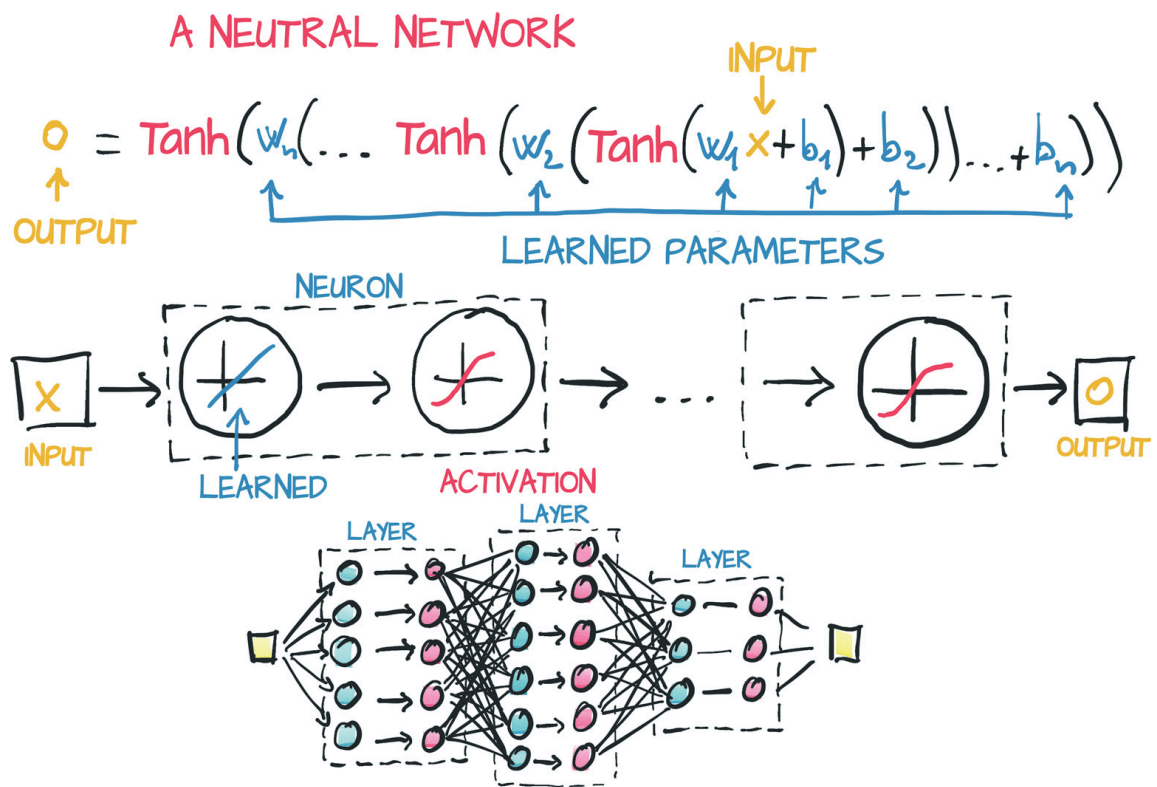 A NEUTRAL NETWORK
INPUT
o = Tanh(wn(... Tanh(w2(Tanh(w1x+b1)+b2))...+bn))
OUTPUT
LEARNED PARAMETERS
NEURON
X
...
O
INPUT
OUTPUT
LEARNED
ACTIVATION
LAYER
LAYER
LAYER